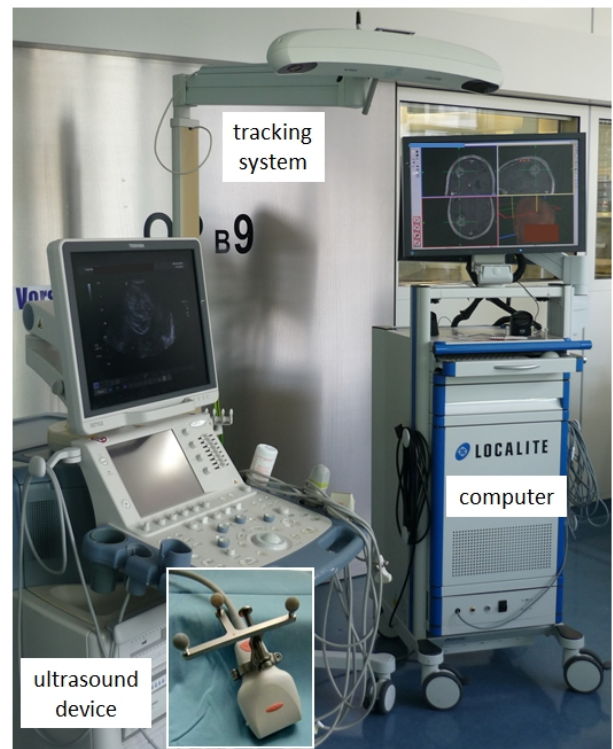 tracking
system
B9
TOSHIBA
LOCALITE
computer
ultrasound
device